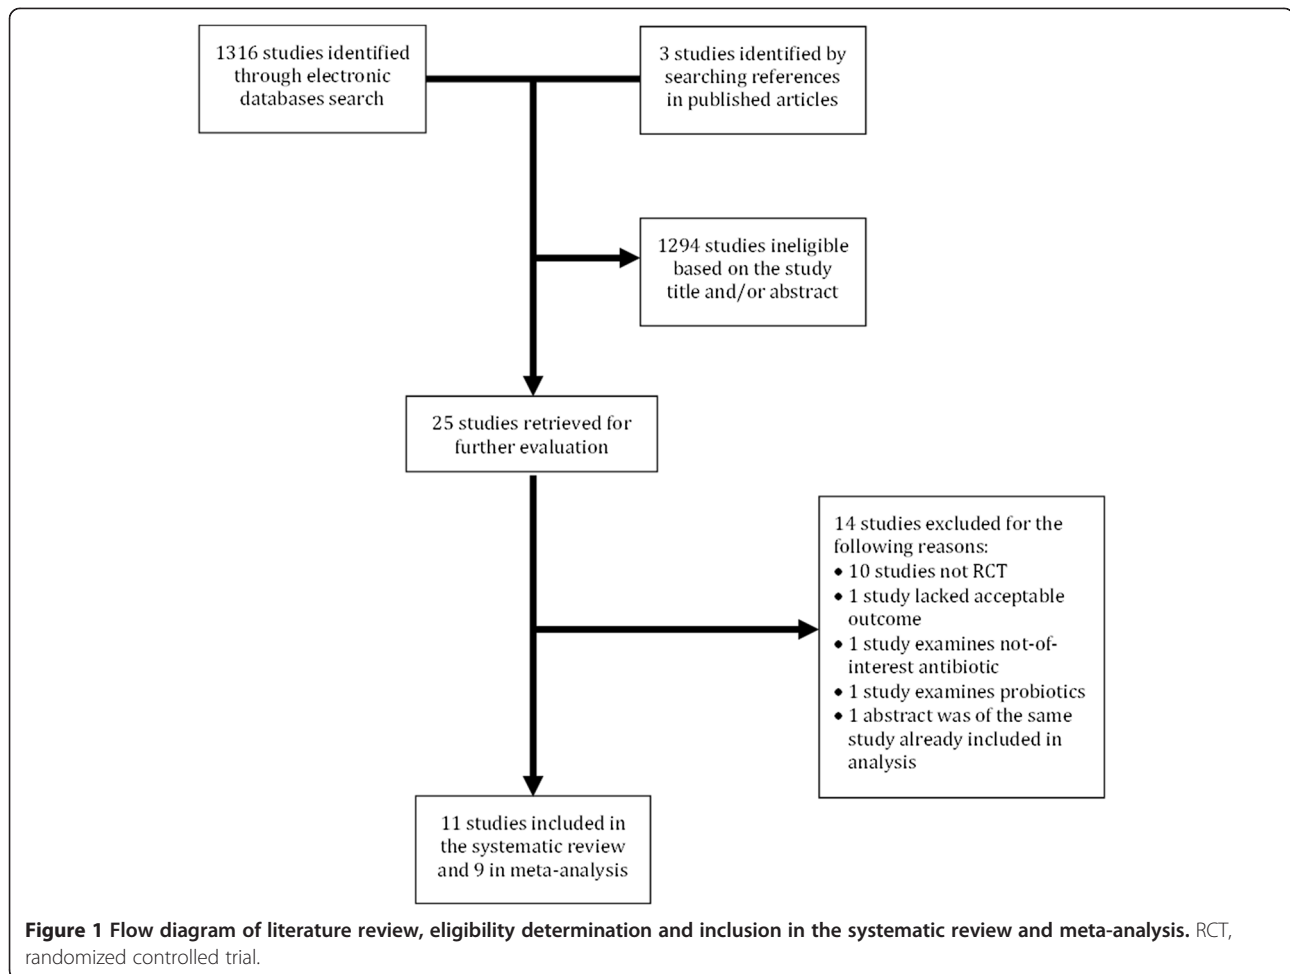 1316 studies identified
through electronic
databases search
3 studies identified by
searching references
in published articles
1294 studies ineligible
based on the study
title and/or abstract
25 studies retrieved for
further evaluation
14 studies excluded for the
following reasons:
• 10 studies not RCT
• 1 study lacked acceptable
outcome
• 1 study examines not-of-
interest antibiotic
• 1 study examines probiotics
• 1 abstract was of the same
study already included in
analysis
11 studies included in
the systematic review
and 9 in meta-analysis
Figure 1 Flow diagram of literature review, eligibility determination and inclusion in the systematic review and meta-analysis. RCT,
randomized controlled trial.